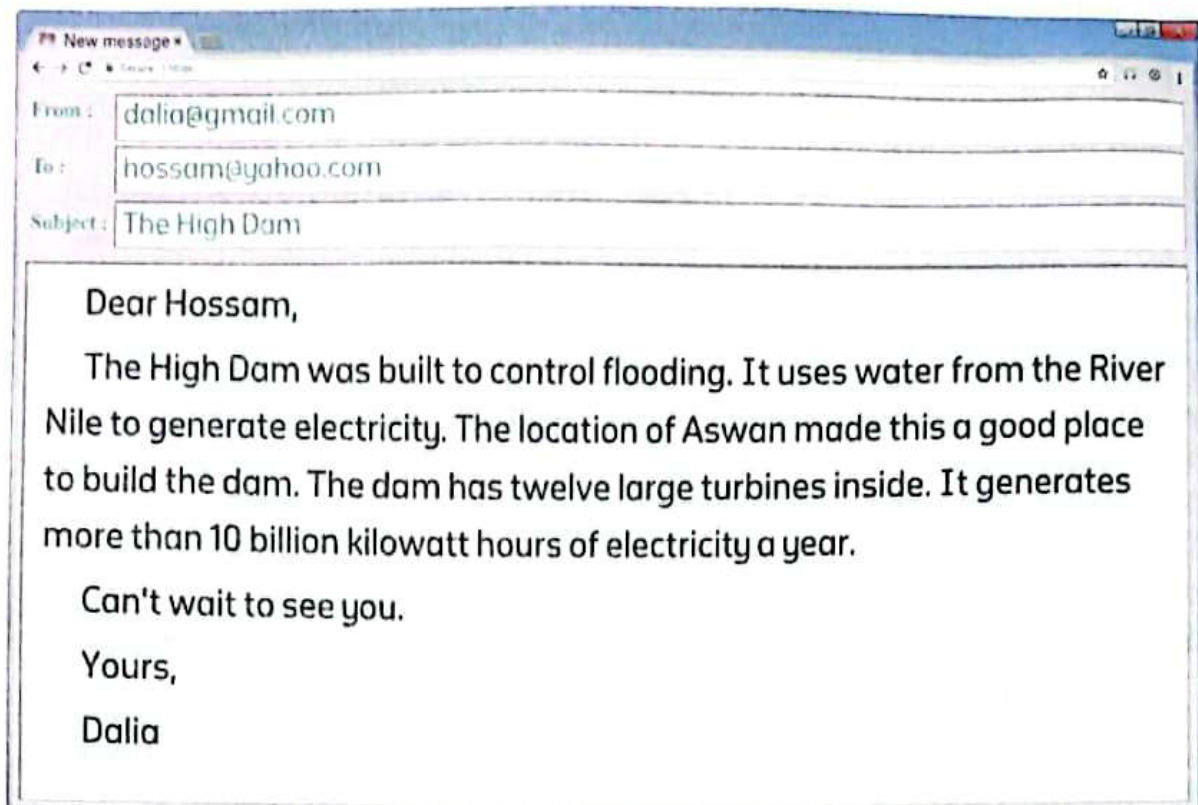 New message ×
From :
dalia@gmail.com
To :
hossam@yahoo.com
Subject :
The High Dam
Dear Hossam,
The High Dam was built to control flooding. It uses water from the River
Nile to generate electricity. The location of Aswan made this a good place
to build the dam. The dam has twelve large turbines inside. It generates
more than 10 billion kilowatt hours of electricity a year.
Can't wait to see you.
Yours,
Dalia